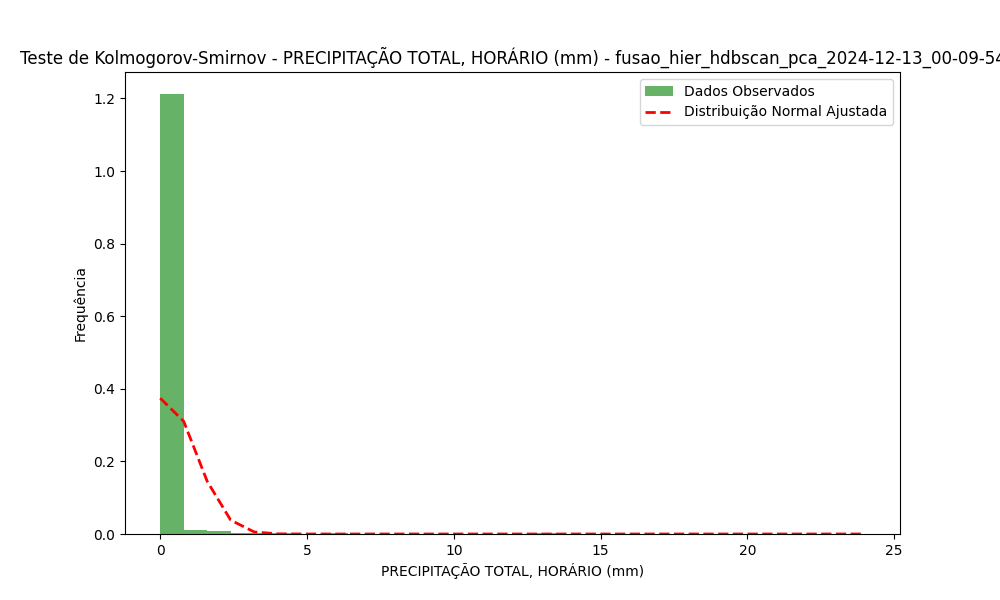 Teste de Kolmogorov-Smirnov - PRECIPITAÇÃO TOTAL, HORÁRIO (mm) - fusao_hier_hdbscan_pca_2024-12-13_00-09-54
Dados Observados
Distribuição Normal Ajustada
1.2
1.0
0.8
0.6
0.4
0.2
0.0
Frequência
0
5
10
15
20
25
PRECIPITAÇÃO TOTAL, HORÁRIO (mm)